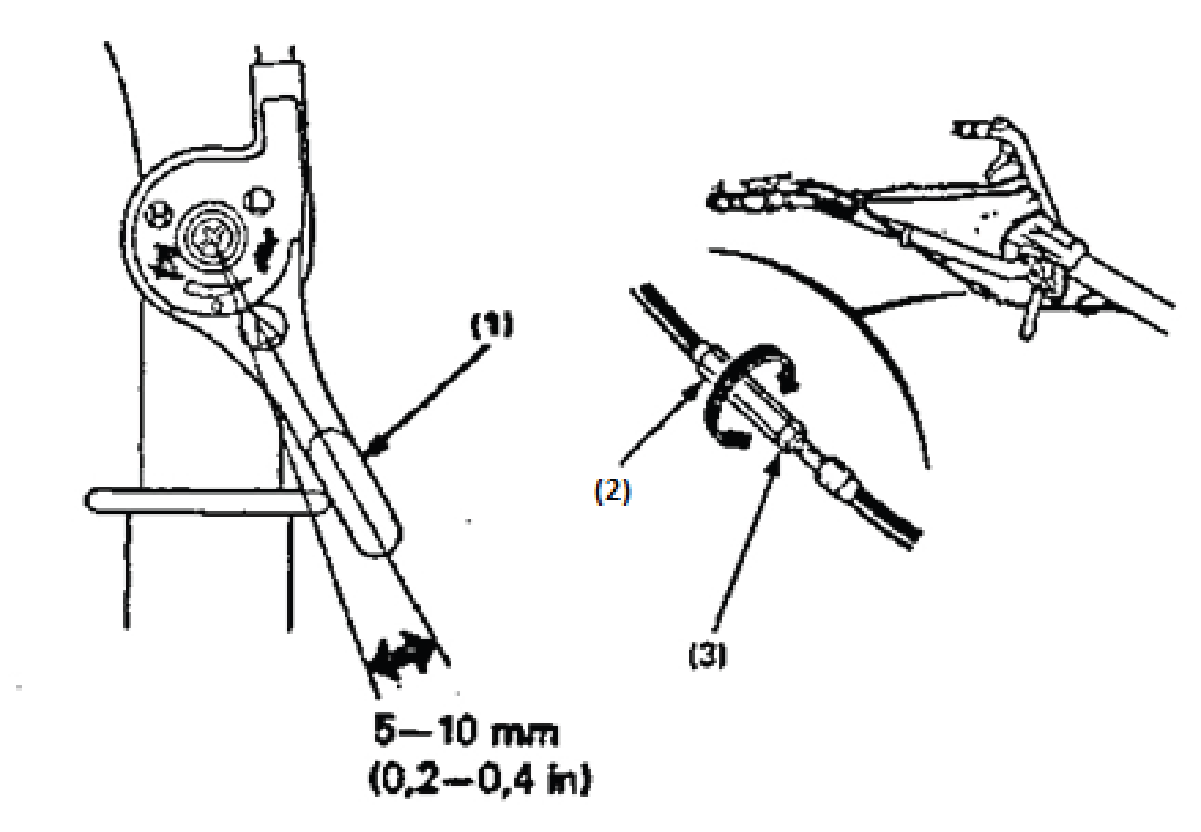 (1)
(2)
(3)
5—10 mm
(0,2—0,4 in)